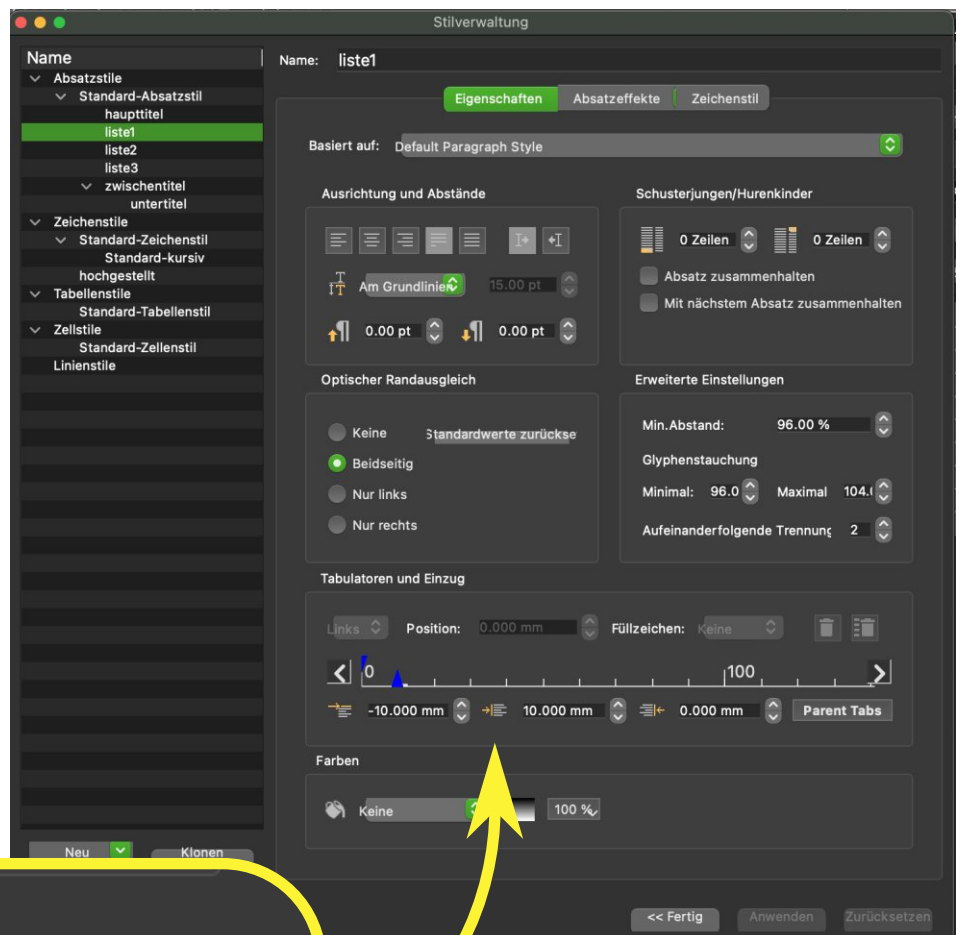 Stilverwaltung
Name
Absatzstile
Standard-Absatzstil
haupttitel
liste1
liste2
liste3
zwischentitel
untertitel
Zeichenstile
Standard-Zeichenstil
Standard-kursiv
hochgestellt
Tabellenstile
Standard-Tabellenstil
Zellstile
Standard-Zellenstil
Linienstile
Neu Klonen
Name: liste1
Eigenschaften Absatzeffekte Zeichenstil
Basiert auf: Default Paragraph Style
Ausrichtung und Abstände
Am Grundlinien 15.00 pt
0.00 pt 0.00 pt
Schusterjungen/Hurenkinder
0 Zeilen 0 Zeilen
Absatz zusammenhalten
Mit nächstem Absatz zusammenhalten
Optischer Randausgleich
Keine Standardwerte zurückse
Beidseitig
Nur links
Nur rechts
Erweiterte Einstellungen
Min.Abstand: 96.00 %
Glyphenstauchung
Minimal: 96.0 Maximal 104.(
Aufeinanderfolgende Trennung 2
Tabulatoren und Einzug
Links Position: 0.000 mm Füllzeichen: Keine
0 100
-10.000 mm 10.000 mm 0.000 mm Parent Tabs
Farben
Keine 100 %
<< Fertig Anwenden Zurücksetzen